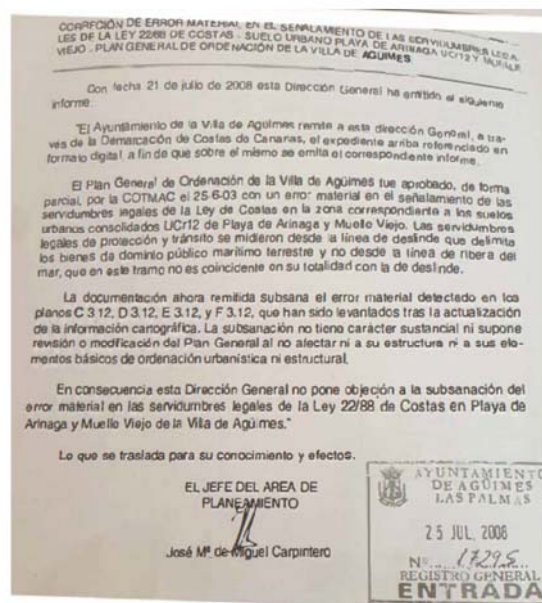 CORRECIÓN DE ERROR MATERIAL EN EL SEÑALAMIENTO DE LAS SERVIDUMBRES LEGA-
LES DE LA LEY 22/88 DE COSTAS - SUELO URBANO PLAYA DE ARINAGA UCr12 Y MUELLE
VIEJO - PLAN GENERAL DE ORDENACIÓN DE LA VILLA DE AGÜIMES
Con fecha 21 de julio de 2008 esta Dirección General ha emitido el siguiente
informe:
"El Ayuntamiento de la Villa de Agüimes remite a esta dirección General, a tra-
vés de la Demarcación de Costas de Canarias, el expediente arriba referenciado en
formato digital, a fin de que sobre el mismo se emita el correspondiente informe.
El Plan General de Ordenación de la Villa de Agüimes fue aprobado, de forma
parcial, por la COTMAC el 25-6-03 con un error material en el señalamiento de las
servidumbres legales de la Ley de Costas en la zona correspondiente a los suelos
urbanos consolidados UCr12 de Playa de Arinaga y Muelle Viejo. Las servidumbres
legales de protección y tránsito se midieron desde la línea de deslinde que delimita
los bienes de dominio público marítimo terrestre y no desde la línea de ribera del
mar, que en este tramo no es coincidente en su totalidad con la de deslinde.
La documentación ahora remitida subsana el error material detectado en los
planos C 3.12, D 3.12, E 3.12, y F 3.12, que han sido levantados tras la actualización
de la información cartográfica. La subsanación no tiene carácter sustancial ni supone
revisión o modificación del Plan General al no afectar ni a su estructura ni a sus ele-
mentos básicos de ordenación urbanística ni estructural.
En consecuencia esta Dirección General no pone objeción a la subsanación del
error material en las servidumbres legales de la Ley 22/88 de Costas en Playa de
Arinaga y Muelle Viejo de la Villa de Agüimes."
Lo que se traslada para su conocimiento y efectos.
EL JEFE DEL AREA DE
PLANEAMIENTO
José Mª de Miguel Carpintero
AYUNTAMIENTO
DE AGÜIMES
LAS PALMAS
25 JUL. 2008
Nº 17295
REGISTRO GENERAL
ENTRADA